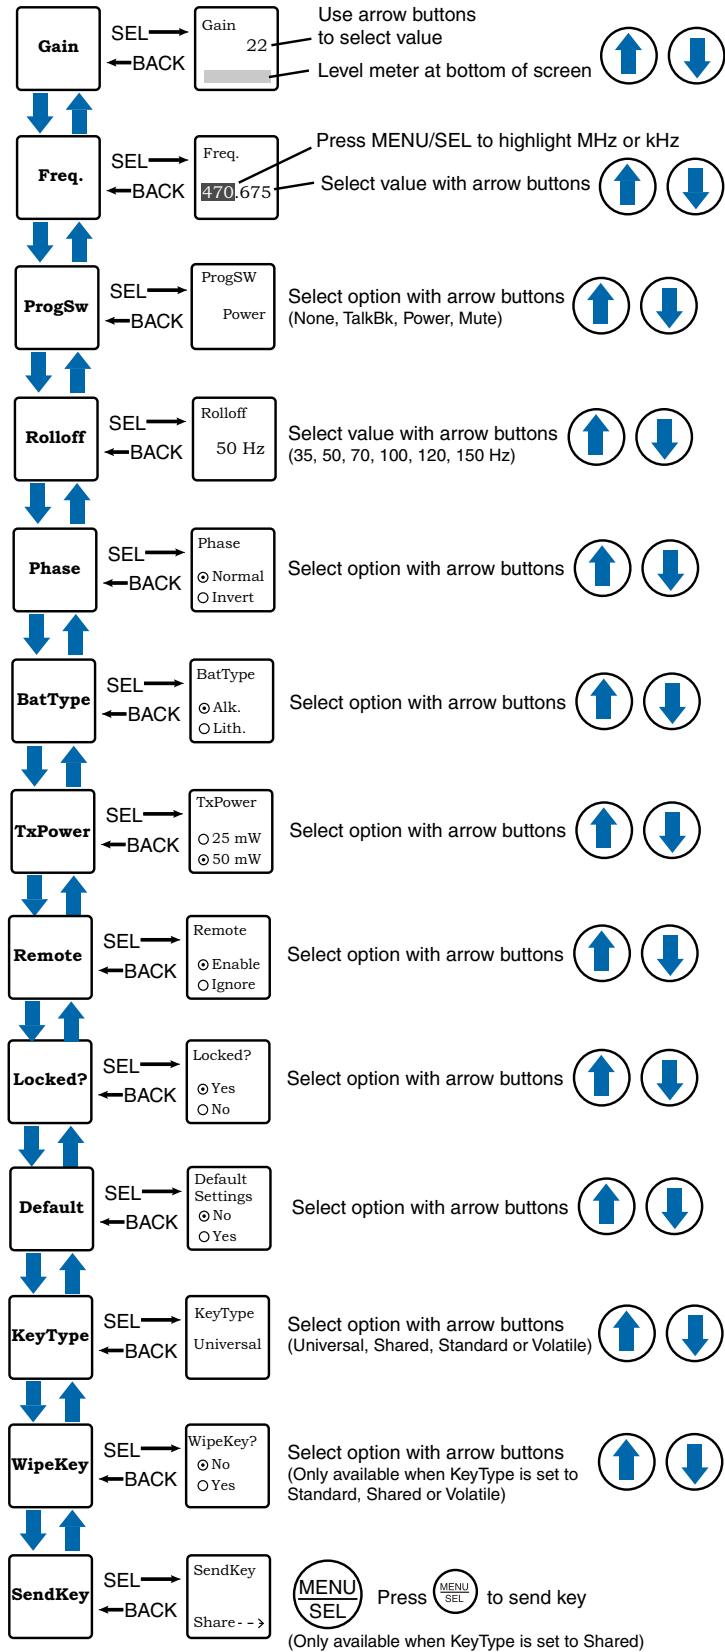 Gain
SEL
BACK
Gain
22
Use arrow buttons
to select value
Level meter at bottom of screen
Freq.
SEL
BACK
Freq.
470.675
Press MENU/SEL to highlight MHz or kHz
Select value with arrow buttons
ProgSw
SEL
BACK
ProgSW
Power
Select option with arrow buttons
(None, TalkBk, Power, Mute)
Rolloff
SEL
BACK
Rolloff
50 Hz
Select value with arrow buttons
(35, 50, 70, 100, 120, 150 Hz)
Phase
SEL
BACK
Phase
Normal
Invert
Select option with arrow buttons
BatType
SEL
BACK
BatType
Alk.
Lith.
Select option with arrow buttons
TxPower
SEL
BACK
TxPower
25 mW
50 mW
Select option with arrow buttons
Remote
SEL
BACK
Remote
Enable
Ignore
Select option with arrow buttons
Locked?
SEL
BACK
Locked?
Yes
No
Select option with arrow buttons
Default
SEL
BACK
Default
Settings
No
Yes
Select option with arrow buttons
KeyType
SEL
BACK
KeyType
Universal
Select option with arrow buttons
(Universal, Shared, Standard or Volatile)
WipeKey
SEL
BACK
WipeKey?
No
Yes
Select option with arrow buttons
(Only available when KeyType is set to
Standard, Shared or Volatile)
SendKey
SEL
BACK
SendKey
Share-->
MENU
SEL
Press MENU SEL to send key
(Only available when KeyType is set to Shared)